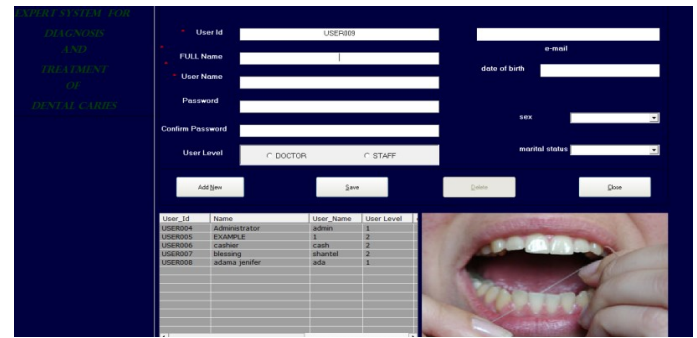 EXPERT SYSTEM FOR
DIAGNOSIS
AND
TREATMENT
OF
DENTAL CARIES
* User Id USER009
e-mail
* FULL Name
date of birth
* User Name
Password
sex
Confirm Password
marital status
User Level DOCTOR STAFF
Add New Save Delete Close
User_Id Name User_Name User Level
USER004 Administrator admin 1
USER005 EXAMPLE 1 2
USER006 cashier cash 2
USER007 blessing shantel 2
USER008 adama jenifer ada 1